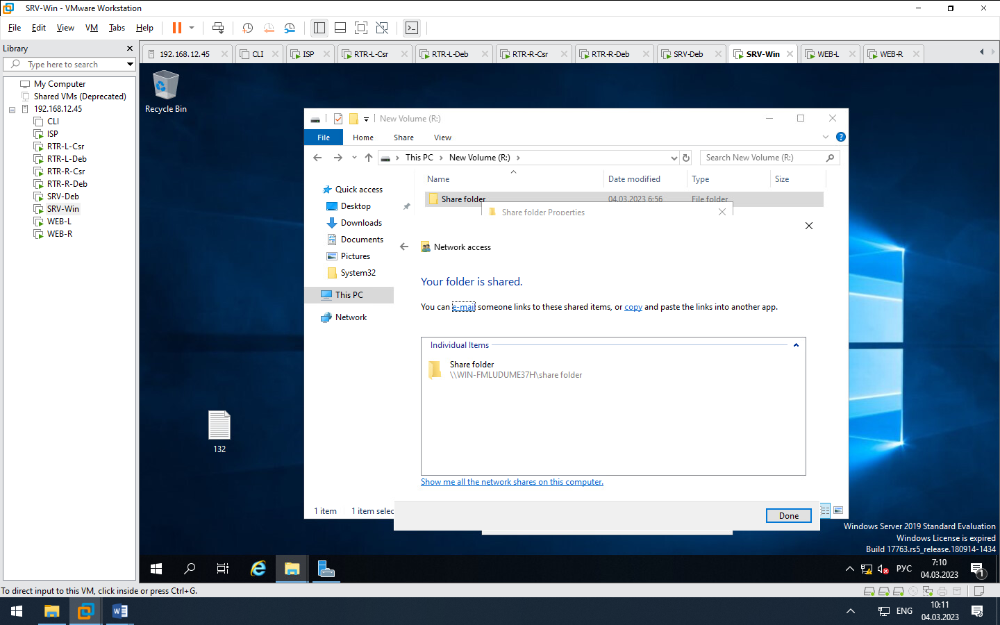 SRV-Win - VMware Workstation
File Edit View VM Tabs Help
Library
Type here to search
My Computer
Shared VMs (Deprecated)
192.168.12.45
CLI
ISP
RTR-L-Csr
RTR-L-Deb
RTR-R-Csr
RTR-R-Deb
SRV-Deb
SRV-Win
WEB-L
WEB-R
192.168.12.45 CLI ISP RTR-L-Csr RTR-L-Deb RTR-R-Csr RTR-R-Deb SRV-Deb SRV-Win WEB-L WEB-R
Recycle Bin
132
New Volume (R:)
File Home Share View
This PC New Volume (R:) Search New Volume (R:)
Name Date modified Type Size
Quick access
Desktop
Downloads
Documents
Pictures
System32
This PC
Network
Share folder 04.03.2023 6:56 File folder
Share folder Properties
Network access
Your folder is shared.
You can e-mail someone links to these shared items, or copy and paste the links into another app.
Individual Items
Share folder
\\WIN-FMLUDUME37H\share folder
Show me all the network shares on this computer.
1 item 1 item selec
Done
Windows Server 2019 Standard Evaluation
Windows License is expired
Build 17763.rs5_release.180914-1434
РУС
7:10
04.03.2023
1
To direct input to this VM, click inside or press Ctrl+G.
ENG
10:11
04.03.2023